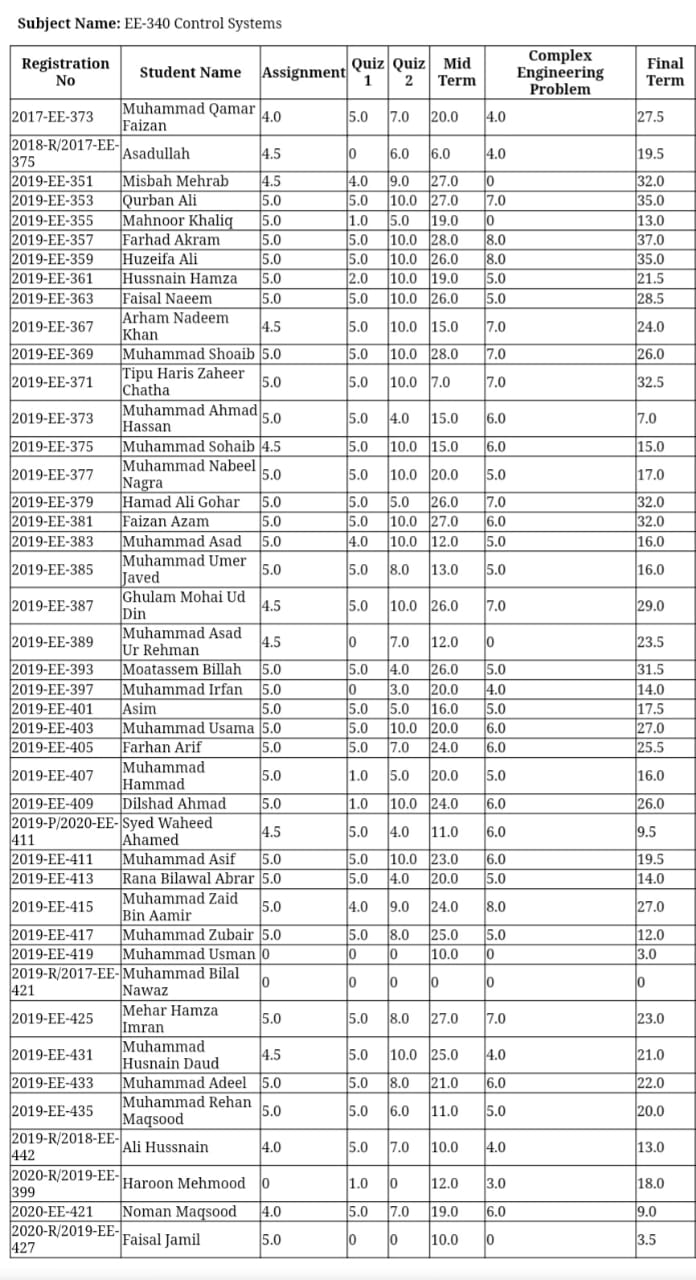 Subject Name: EE-340 Control Systems
Registration No | Student Name | Assignment | Quiz 1 | Quiz 2 | Mid Term | Complex Engineering Problem | Final Term
2017-EE-373 | Muhammad Qamar Faizan | 4.0 | 5.0 | 7.0 | 20.0 | 4.0 | 27.5
2018-R/2017-EE-375 | Asadullah | 4.5 | 0 | 6.0 | 6.0 | 4.0 | 19.5
2019-EE-351 | Misbah Mehrab | 4.5 | 4.0 | 9.0 | 27.0 | 0 | 32.0
2019-EE-353 | Qurban Ali | 5.0 | 5.0 | 10.0 | 27.0 | 7.0 | 35.0
2019-EE-355 | Mahnoor Khaliq | 5.0 | 1.0 | 5.0 | 19.0 | 0 | 13.0
2019-EE-357 | Farhad Akram | 5.0 | 5.0 | 10.0 | 28.0 | 8.0 | 37.0
2019-EE-359 | Huzeifa Ali | 5.0 | 5.0 | 10.0 | 26.0 | 8.0 | 35.0
2019-EE-361 | Hussnain Hamza | 5.0 | 2.0 | 10.0 | 19.0 | 5.0 | 21.5
2019-EE-363 | Faisal Naeem | 5.0 | 5.0 | 10.0 | 26.0 | 5.0 | 28.5
2019-EE-367 | Arham Nadeem Khan | 4.5 | 5.0 | 10.0 | 15.0 | 7.0 | 24.0
2019-EE-369 | Muhammad Shoaib | 5.0 | 5.0 | 10.0 | 28.0 | 7.0 | 26.0
2019-EE-371 | Tipu Haris Zaheer Chatha | 5.0 | 5.0 | 10.0 | 7.0 | 7.0 | 32.5
2019-EE-373 | Muhammad Ahmad Hassan | 5.0 | 5.0 | 4.0 | 15.0 | 6.0 | 7.0
2019-EE-375 | Muhammad Sohaib | 4.5 | 5.0 | 10.0 | 15.0 | 6.0 | 15.0
2019-EE-377 | Muhammad Nabeel Nagra | 5.0 | 5.0 | 10.0 | 20.0 | 5.0 | 17.0
2019-EE-379 | Hamad Ali Gohar | 5.0 | 5.0 | 5.0 | 26.0 | 7.0 | 32.0
2019-EE-381 | Faizan Azam | 5.0 | 5.0 | 10.0 | 27.0 | 6.0 | 32.0
2019-EE-383 | Muhammad Asad | 5.0 | 4.0 | 10.0 | 12.0 | 5.0 | 16.0
2019-EE-385 | Muhammad Umer Javed | 5.0 | 5.0 | 8.0 | 13.0 | 5.0 | 16.0
2019-EE-387 | Ghulam Mohai Ud Din | 4.5 | 5.0 | 10.0 | 26.0 | 7.0 | 29.0
2019-EE-389 | Muhammad Asad Ur Rehman | 4.5 | 0 | 7.0 | 12.0 | 0 | 23.5
2019-EE-393 | Moatassem Billah | 5.0 | 5.0 | 4.0 | 26.0 | 5.0 | 31.5
2019-EE-397 | Muhammad Irfan | 5.0 | 0 | 3.0 | 20.0 | 4.0 | 14.0
2019-EE-401 | Asim | 5.0 | 5.0 | 5.0 | 16.0 | 5.0 | 17.5
2019-EE-403 | Muhammad Usama | 5.0 | 5.0 | 10.0 | 20.0 | 6.0 | 27.0
2019-EE-405 | Farhan Arif | 5.0 | 5.0 | 7.0 | 24.0 | 6.0 | 25.5
2019-EE-407 | Muhammad Hammad | 5.0 | 1.0 | 5.0 | 20.0 | 5.0 | 16.0
2019-EE-409 | Dilshad Ahmad | 5.0 | 1.0 | 10.0 | 24.0 | 6.0 | 26.0
2019-P/2020-EE-411 | Syed Waheed Ahamed | 4.5 | 5.0 | 4.0 | 11.0 | 6.0 | 9.5
2019-EE-411 | Muhammad Asif | 5.0 | 5.0 | 10.0 | 23.0 | 6.0 | 19.5
2019-EE-413 | Rana Bilawal Abrar | 5.0 | 5.0 | 4.0 | 20.0 | 5.0 | 14.0
2019-EE-415 | Muhammad Zaid Bin Aamir | 5.0 | 4.0 | 9.0 | 24.0 | 8.0 | 27.0
2019-EE-417 | Muhammad Zubair | 5.0 | 5.0 | 8.0 | 25.0 | 5.0 | 12.0
2019-EE-419 | Muhammad Usman | 0 | 0 | 0 | 10.0 | 0 | 3.0
2019-R/2017-EE-421 | Muhammad Bilal Nawaz | 0 | 0 | 0 | 0 | 0 | 0
2019-EE-425 | Mehar Hamza Imran | 5.0 | 5.0 | 8.0 | 27.0 | 7.0 | 23.0
2019-EE-431 | Muhammad Husnain Daud | 4.5 | 5.0 | 10.0 | 25.0 | 4.0 | 21.0
2019-EE-433 | Muhammad Adeel | 5.0 | 5.0 | 8.0 | 21.0 | 6.0 | 22.0
2019-EE-435 | Muhammad Rehan Maqsood | 5.0 | 5.0 | 6.0 | 11.0 | 5.0 | 20.0
2019-R/2018-EE-442 | Ali Hussnain | 4.0 | 5.0 | 7.0 | 10.0 | 4.0 | 13.0
2020-R/2019-EE-399 | Haroon Mehmood | 0 | 1.0 | 0 | 12.0 | 3.0 | 18.0
2020-EE-421 | Noman Maqsood | 4.0 | 5.0 | 7.0 | 19.0 | 6.0 | 9.0
2020-R/2019-EE-427 | Faisal Jamil | 5.0 | 0 | 0 | 10.0 | 0 | 3.5